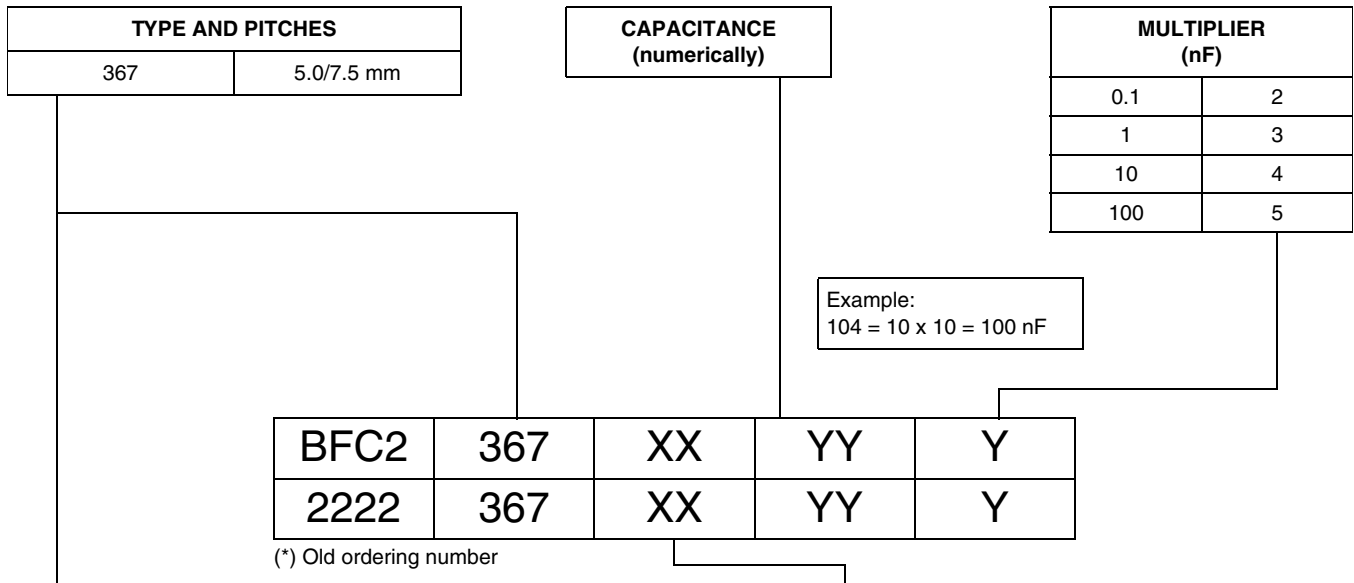 TYPE AND PITCHES
367 5.0/7.5 mm
CAPACITANCE
(numerically)
MULTIPLIER
(nF)
0.1 2
1 3
10 4
100 5
Example:
104 = 10 x 10 = 100 nF
BFC2 367 XX YY Y
2222 367 XX YY Y
(*) Old ordering number